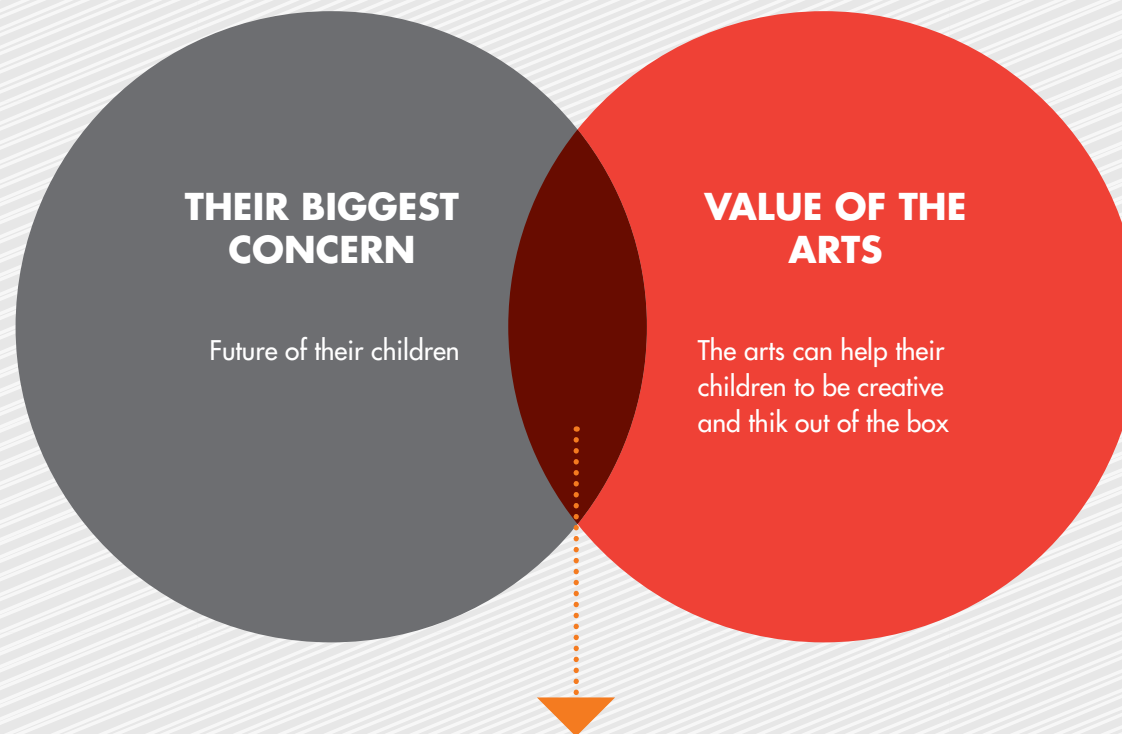 THEIR BIGGEST
CONCERN
Future of their children
VALUE OF THE
ARTS
The arts can help their
children to be creative
and thik out of the box